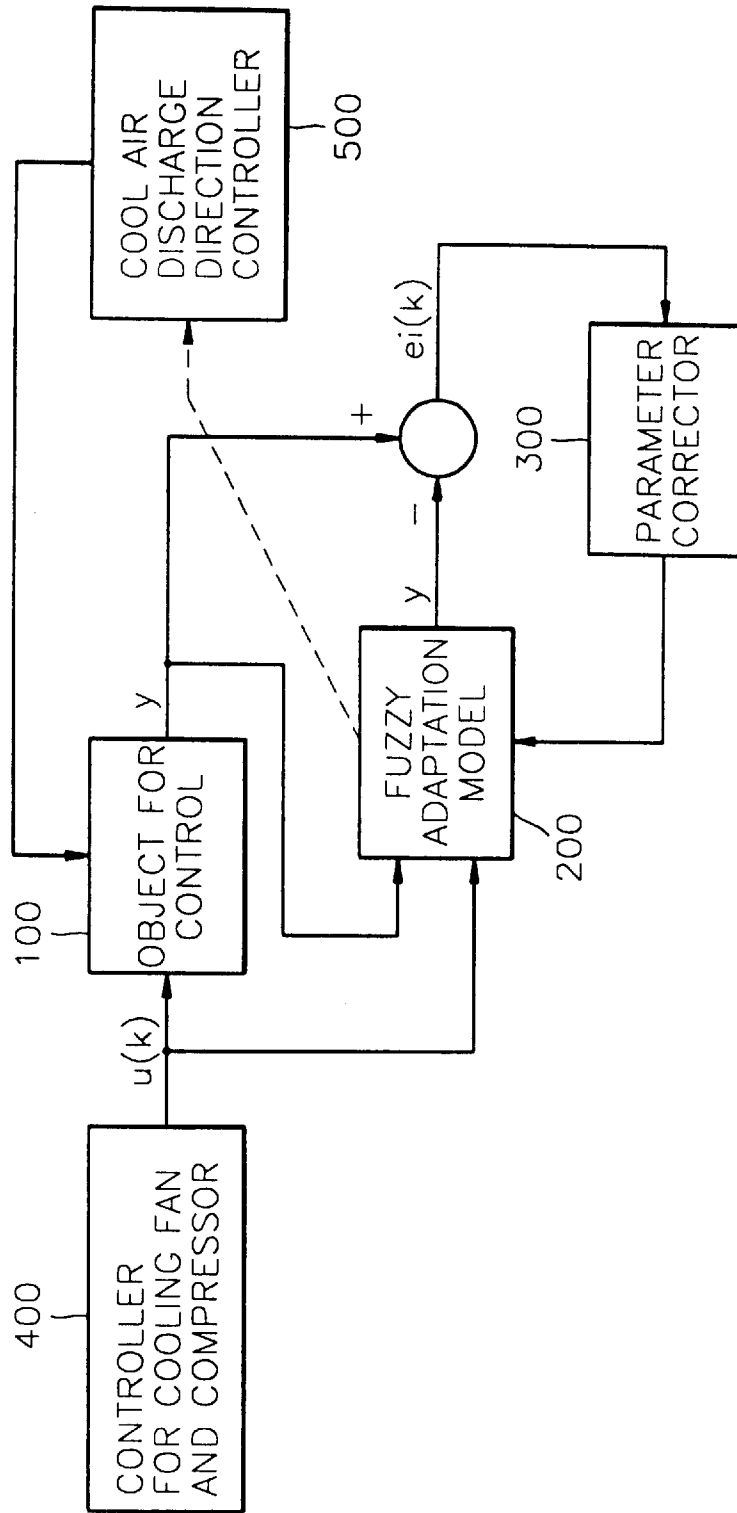 400
CONTROLLER
FOR COOLING FAN
AND COMPRESSOR
u(k)
100
OBJECT FOR
CONTROL
y
COOL AIR
DISCHARGE
DIRECTION
CONTROLLER
500
+
−
y
ei(k)
FUZZY
ADAPTATION
MODEL
200
300
PARAMETER
CORRECTOR